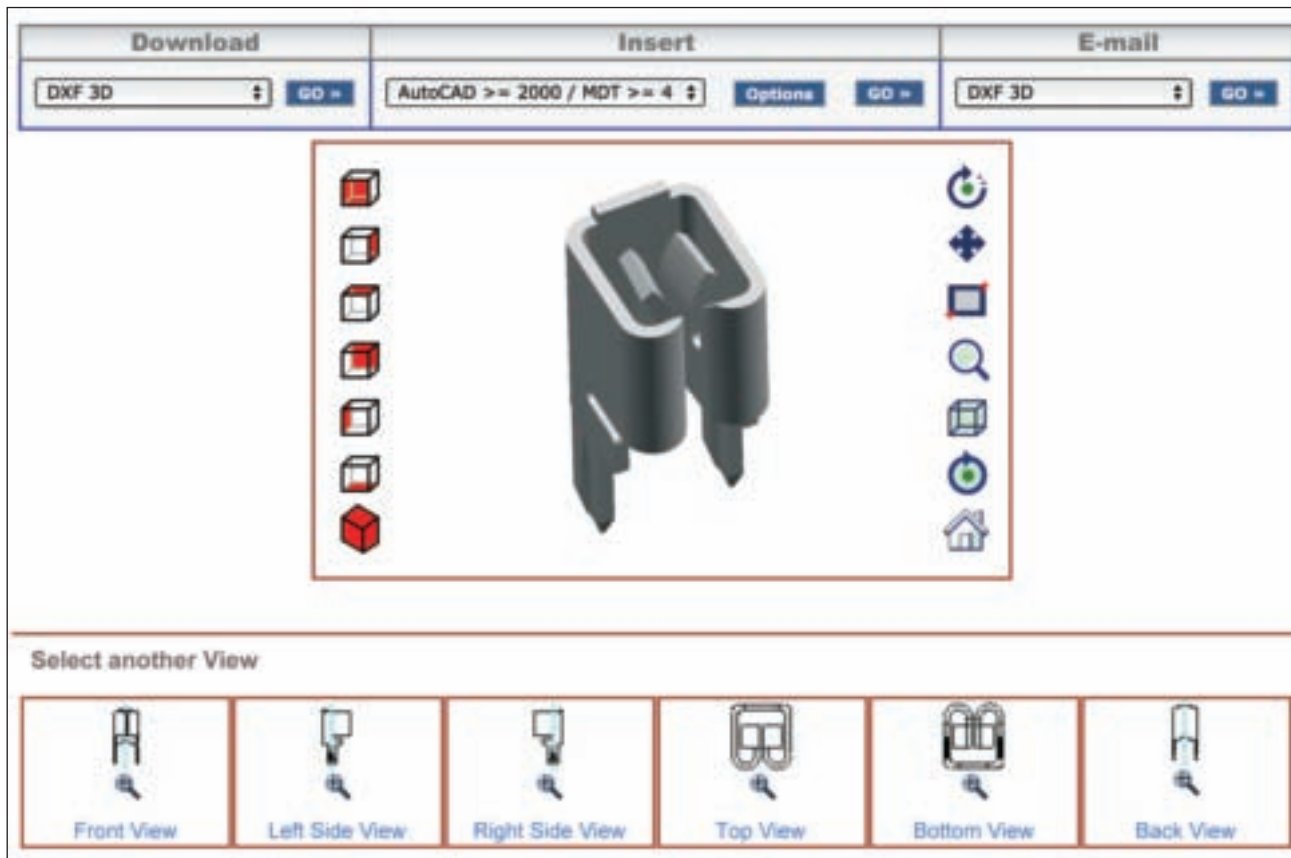 Download Insert E-mail
DXF 3D GO » AutoCAD >= 2000 / MDT >= 4 Options GO » DXF 3D GO »
Select another View
Front View Left Side View Right Side View Top View Bottom View Back View